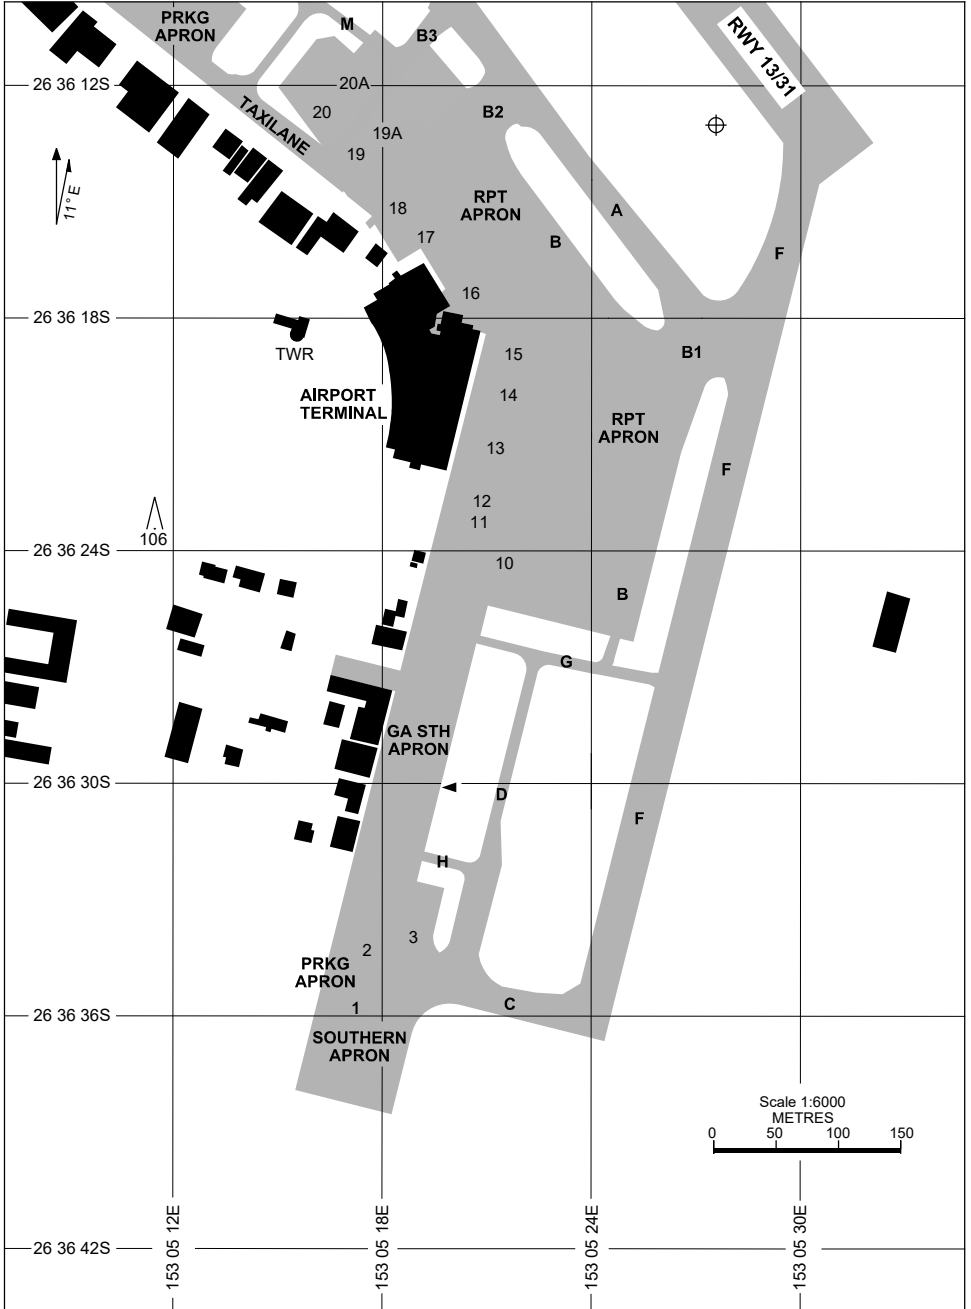 PRKG
APRON
M
B3
RWY 13/31
26 36 12S
20A
20
B2
TAXILANE
19A
19
11° E
RPT
APRON
18
A
17
B
F
16
26 36 18S
TWR
15
B1
AIRPORT
TERMINAL
14
RPT
APRON
13
F
12
11
106
26 36 24S
10
B
G
GA STH
APRON
26 36 30S
D
F
H
3
2
PRKG
APRON
1
C
26 36 36S
SOUTHERN
APRON
Scale 1:6000
METRES
0 50 100 150
153 05 12E
153 05 18E
153 05 24E
153 05 30E
26 36 42S